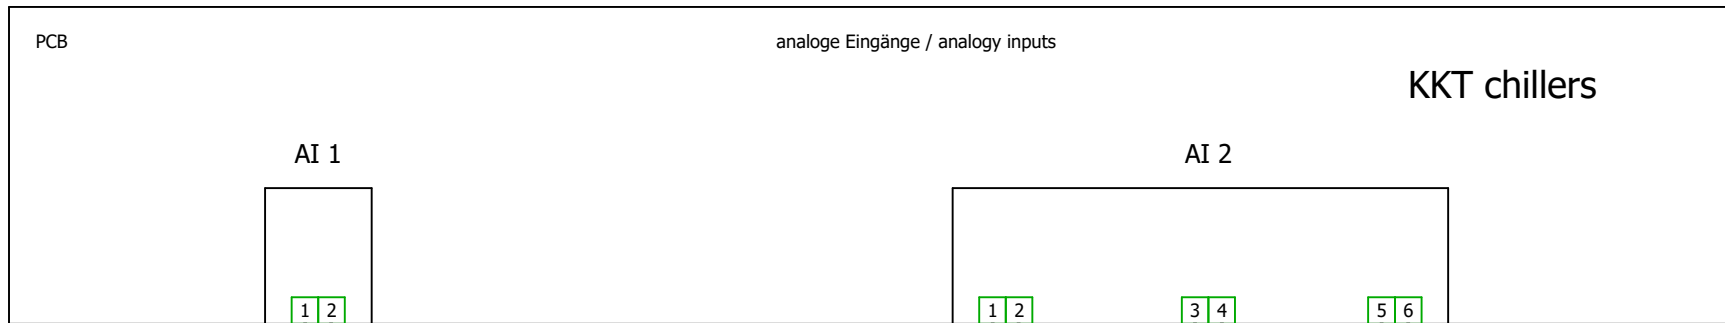 PCB
analoge Eingänge / analogy inputs
KKT chillers
AI 1
AI 2
1 2
1 2
3 4
5 6